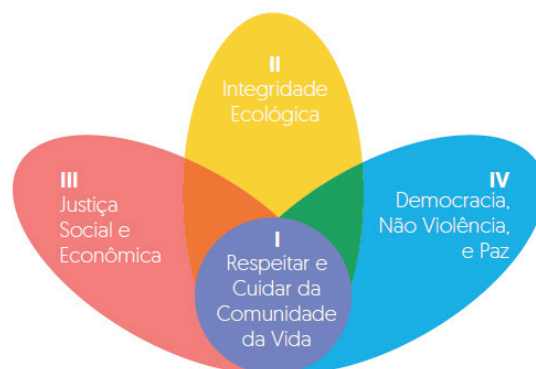 II
Integridade
Ecológica
III
Justiça
Social e
Econômica
IV
Democracia,
Não Violência,
e Paz
I
Respeitar e
Cuidar da
Comunidade
da Vida